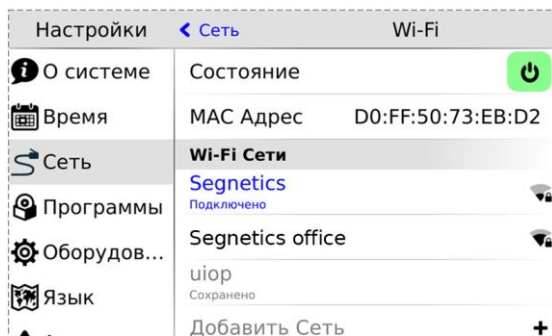 Настройки
Сеть
Wi-Fi
О системе
Время
Сеть
Программы
Оборудов...
Язык
Состояние
MAC Адрес D0:FF:50:73:EB:D2
Wi-Fi Сети
Segnetics
Подключено
Segnetics office
uiop
Сохранено
Добавить Сеть +